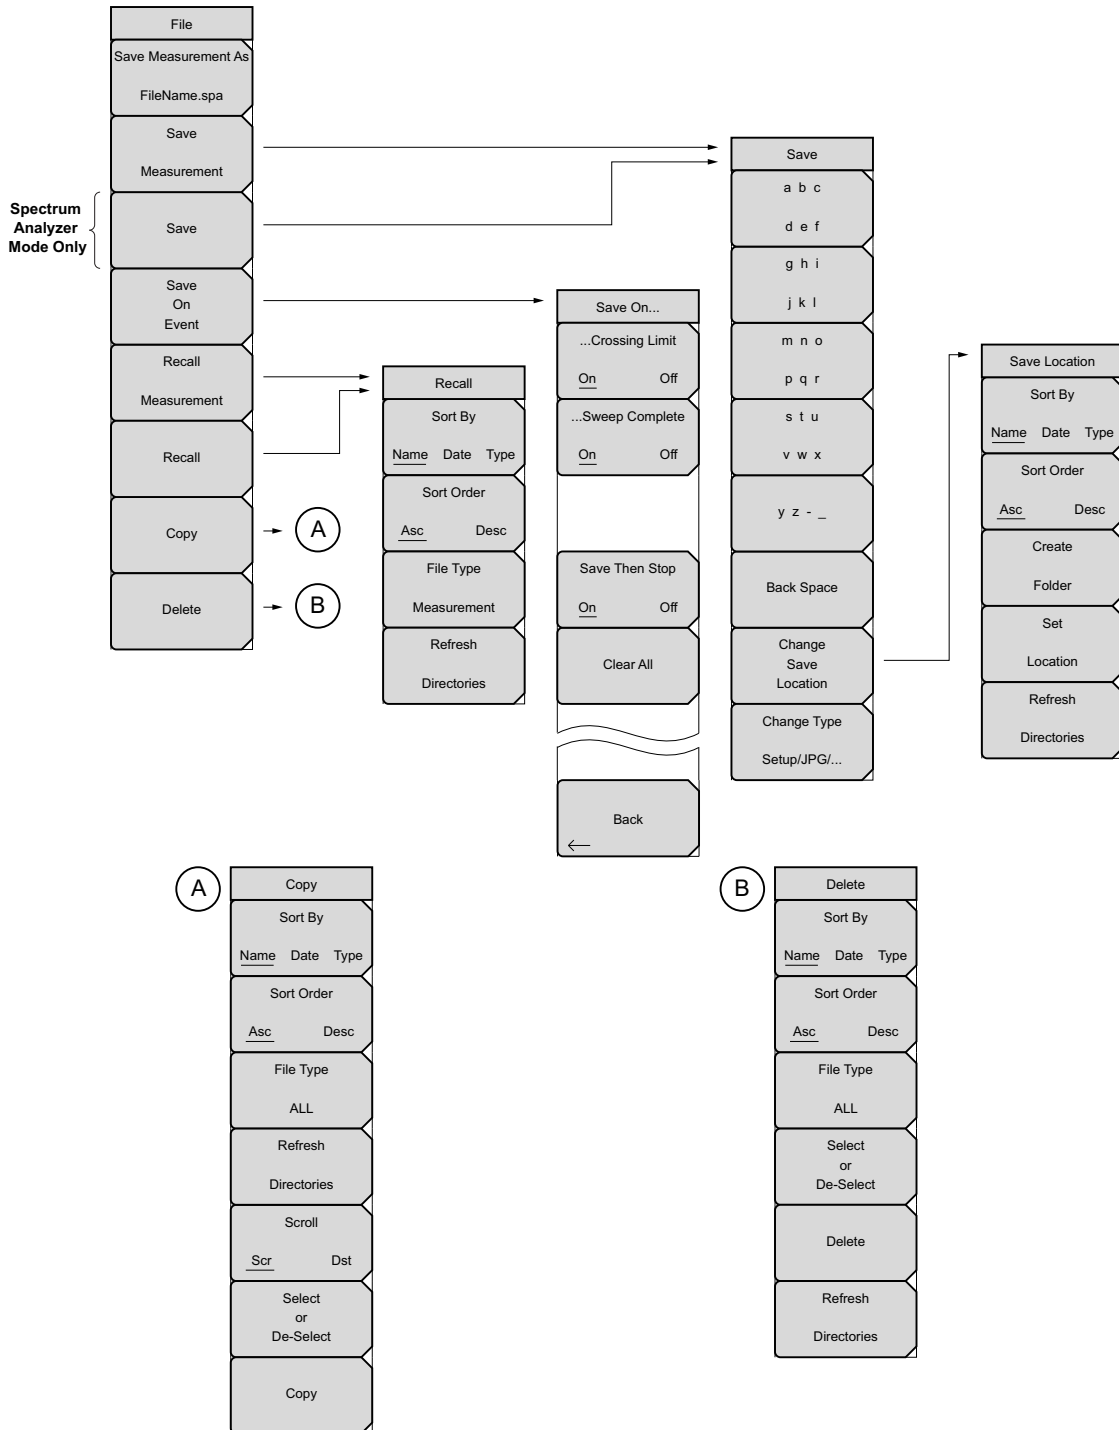 File
Save Measurement As
FileName.spa
Save
Measurement
Spectrum
Analyzer
Mode Only
Save
Save
On
Event
Recall
Measurement
Recall
Copy
A
Delete
B
Recall
Sort By
Name Date Type
Sort Order
Asc Desc
File Type
Measurement
Refresh
Directories
Save On...
...Crossing Limit
On Off
...Sweep Complete
On Off
Save Then Stop
On Off
Clear All
Back
Save
a b c
d e f
g h i
j k l
m n o
p q r
s t u
v w x
y z - _
Back Space
Change
Save
Location
Change Type
Setup/JPG/...
Save Location
Sort By
Name Date Type
Sort Order
Asc Desc
Create
Folder
Set
Location
Refresh
Directories
A
Copy
Sort By
Name Date Type
Sort Order
Asc Desc
File Type
ALL
Refresh
Directories
Scroll
Scr Dst
Select
or
De-Select
Copy
B
Delete
Sort By
Name Date Type
Sort Order
Asc Desc
File Type
ALL
Select
or
De-Select
Delete
Refresh
Directories